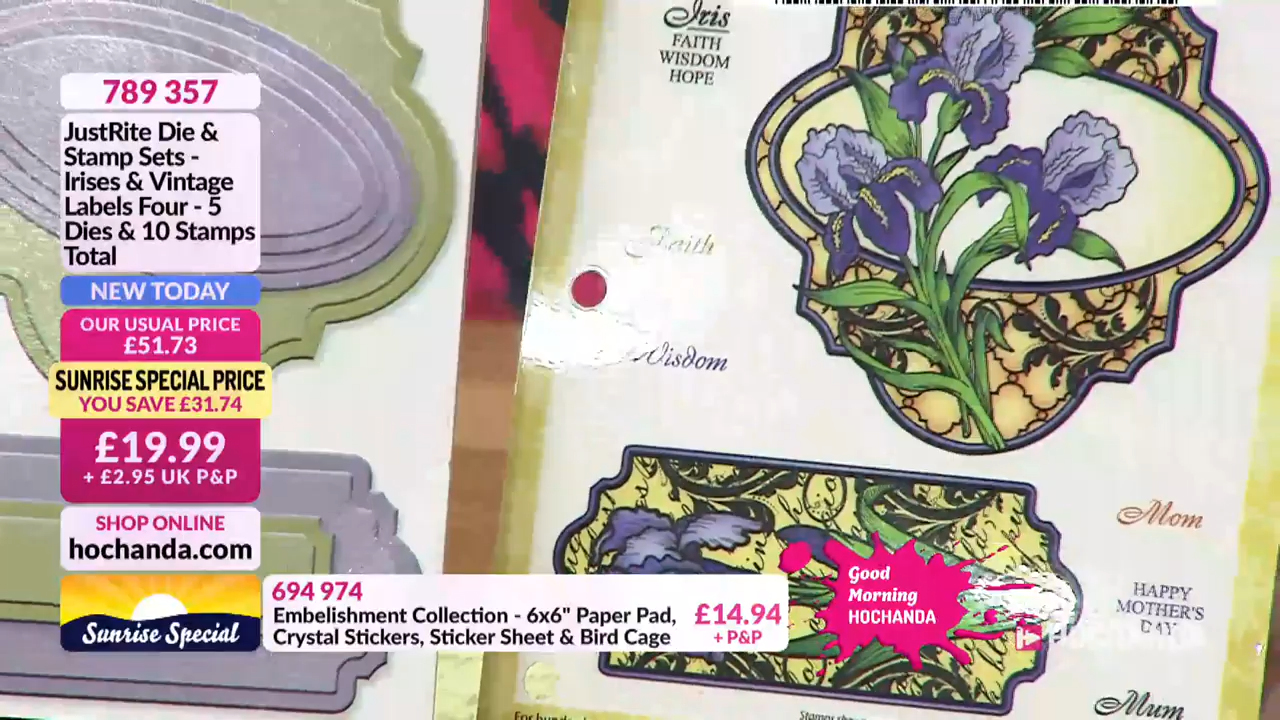 789 357
JustRite Die &
Stamp Sets -
Irises & Vintage
Labels Four - 5
Dies & 10 Stamps
Total
NEW TODAY
OUR USUAL PRICE
£51.73
SUNRISE SPECIAL PRICE
YOU SAVE £31.74
£19.99
+ £2.95 UK P&P
SHOP ONLINE
hochanda.com
Sunrise Special
694 974
Embelishment Collection - 6x6" Paper Pad,
Crystal Stickers, Sticker Sheet & Bird Cage
£14.94
+ P&P
Good
Morning
HOCHANDA
Iris
FAITH
WISDOM
HOPE
Faith
Wisdom
Mom
HAPPY
MOTHER'S
DAY
Mum